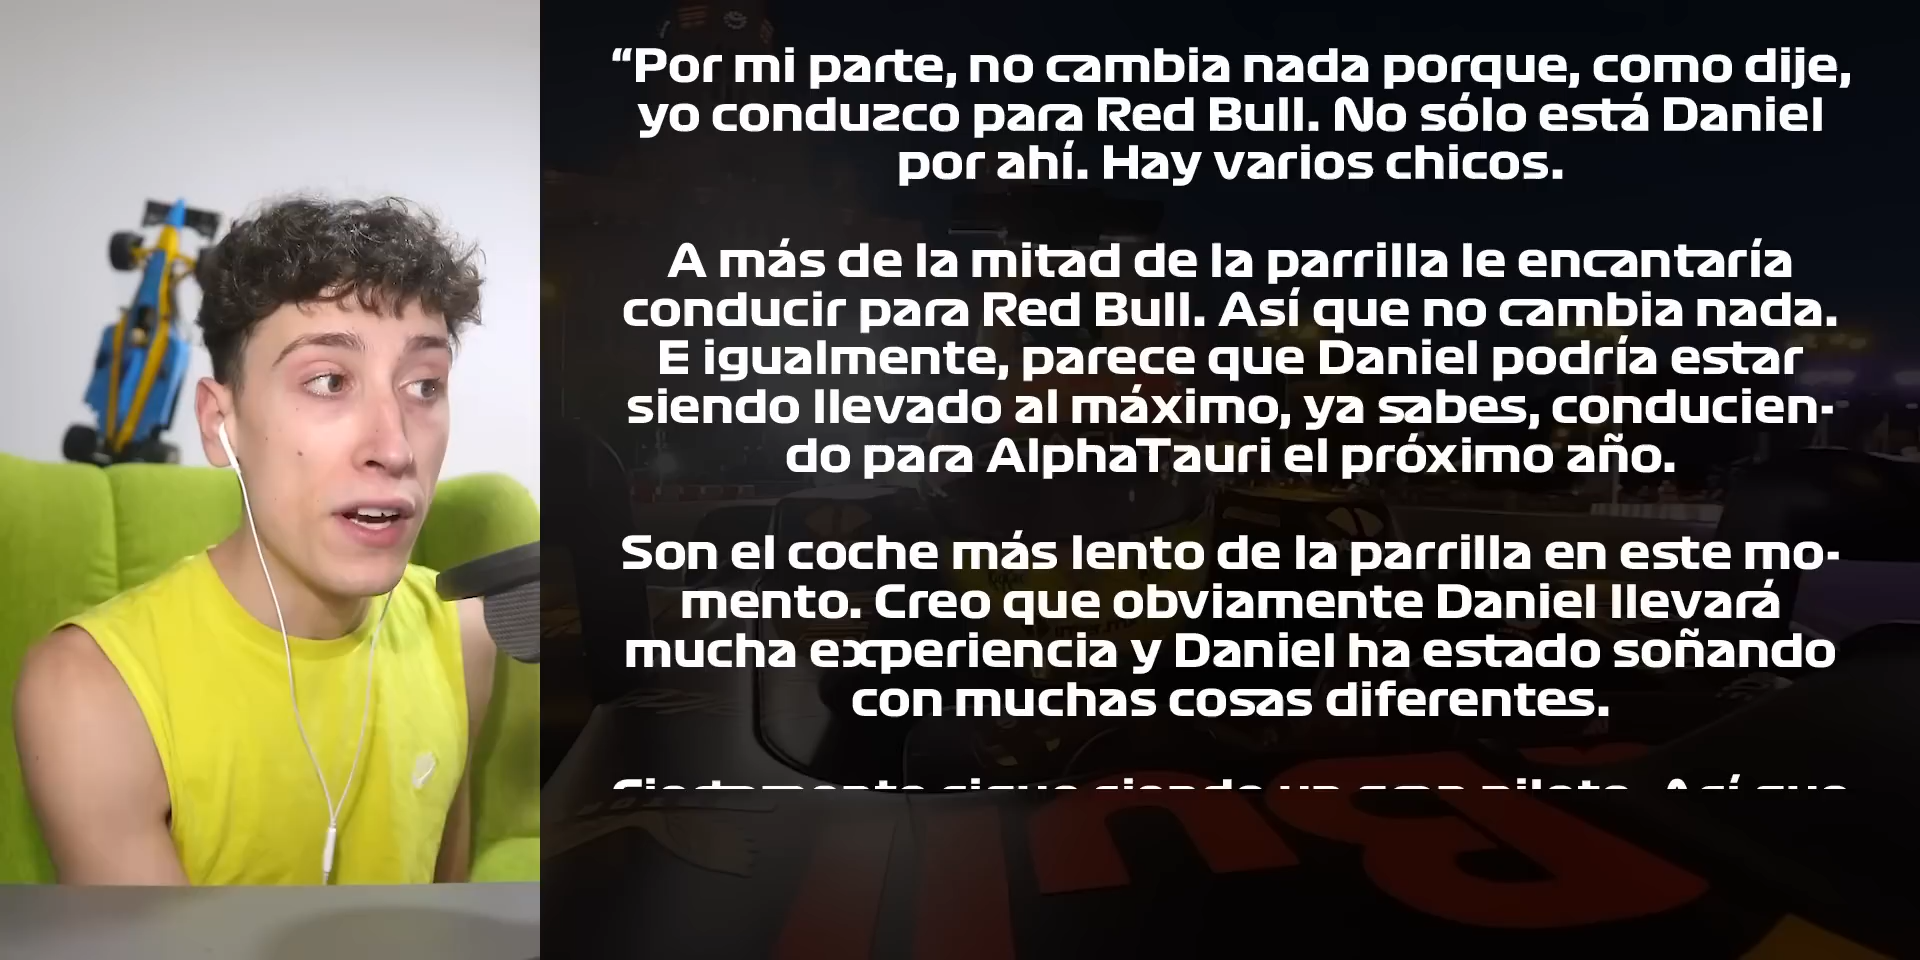 “Por mi parte, no cambia nada porque, como dije,
yo conduzco para Red Bull. No sólo está Daniel
por ahí. Hay varios chicos.
A más de la mitad de la parrilla le encantaría
conducir para Red Bull. Así que no cambia nada.
E igualmente, parece que Daniel podría estar
siendo llevado al máximo, ya sabes, conducien-
do para AlphaTauri el próximo año.
Son el coche más lento de la parrilla en este mo-
mento. Creo que obviamente Daniel llevará
mucha experiencia y Daniel ha estado soñando
con muchas cosas diferentes.